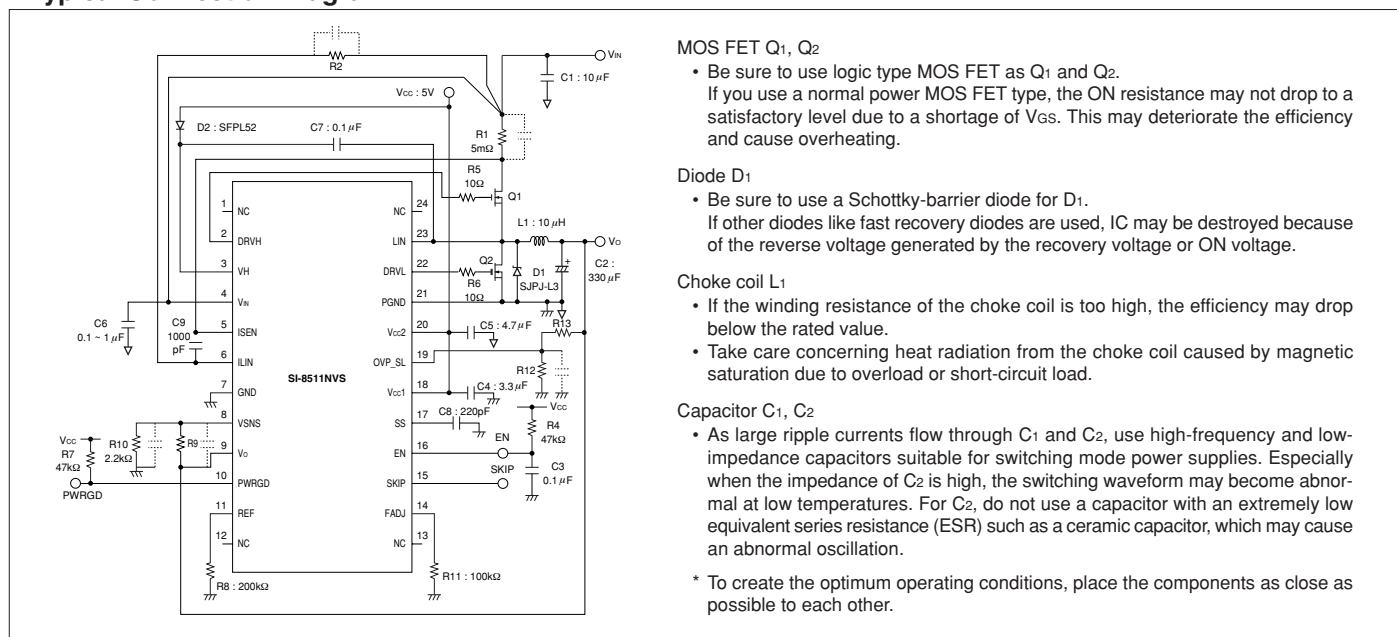 R2
VIN
C1 : 10 µF
VCC : 5V
D2 : SFPL52
C7 : 0.1µF
R1
5mΩ
R5
10Ω
Q1
1
NC
2
DRVH
3
VH
4
VIN
5
ISEN
6
ILIN
7
GND
8
VSNS
9
VO
10
PWRGD
11
REF
12
NC
SI-8511NVS
24
NC
23
LIN
22
DRVL
21
PGND
20
VCC2
19
OVP_SL
18
VCC1
17
SS
16
EN
15
SKIP
14
FADJ
13
NC
L1 : 10 µH
VO
Q2
R6
10Ω
D1
SJPJ-L3
C2 :
330 µF
+
C6
0.1 ~ 1µF
C9
1000
pF
C5 : 4.7µF
R13
R12
C4 : 3.3µF
C8 : 220pF
VCC
R4
47kΩ
EN
SKIP
C3
0.1µF
VCC
R7
47kΩ
R10
2.2kΩ
R9
PWRGD
R8 : 200kΩ
R11 : 100kΩ
MOS FET Q1, Q2
• Be sure to use logic type MOS FET as Q1 and Q2.
If you use a normal power MOS FET type, the ON resistance may not drop to a
satisfactory level due to a shortage of VGS. This may deteriorate the efficiency
and cause overheating.
Diode D1
• Be sure to use a Schottky-barrier diode for D1.
If other diodes like fast recovery diodes are used, IC may be destroyed because
of the reverse voltage generated by the recovery voltage or ON voltage.
Choke coil L1
• If the winding resistance of the choke coil is too high, the efficiency may drop
below the rated value.
• Take care concerning heat radiation from the choke coil caused by magnetic
saturation due to overload or short-circuit load.
Capacitor C1, C2
• As large ripple currents flow through C1 and C2, use high-frequency and low-
impedance capacitors suitable for switching mode power supplies. Especially
when the impedance of C2 is high, the switching waveform may become abnor-
mal at low temperatures. For C2, do not use a capacitor with an extremely low
equivalent series resistance (ESR) such as a ceramic capacitor, which may cause
an abnormal oscillation.
* To create the optimum operating conditions, place the components as close as
possible to each other.